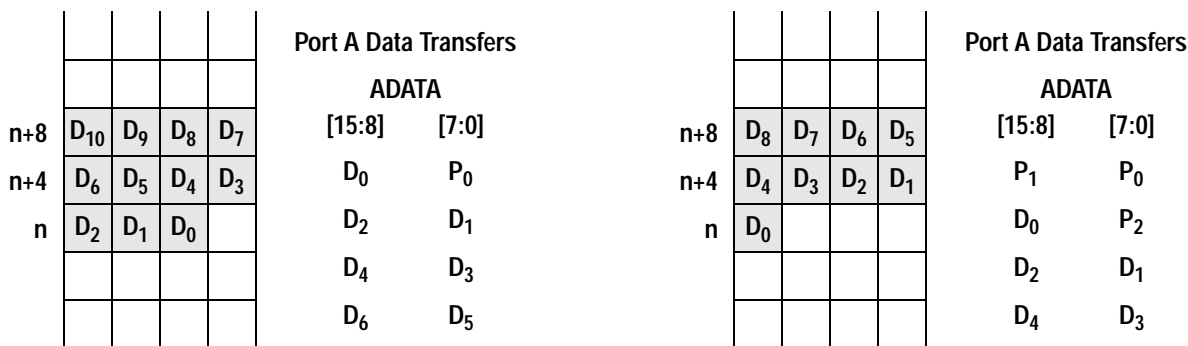 Port A Data Transfers
ADATA
[15:8] [7:0]
n+8 D10 D9 D8 D7
n+4 D6 D5 D4 D3
n D2 D1 D0
D0 P0
D2 D1
D4 D3
D6 D5
Port A Data Transfers
ADATA
[15:8] [7:0]
n+8 D8 D7 D6 D5
n+4 D4 D3 D2 D1
n D0
P1 P0
D0 P2
D2 D1
D4 D3